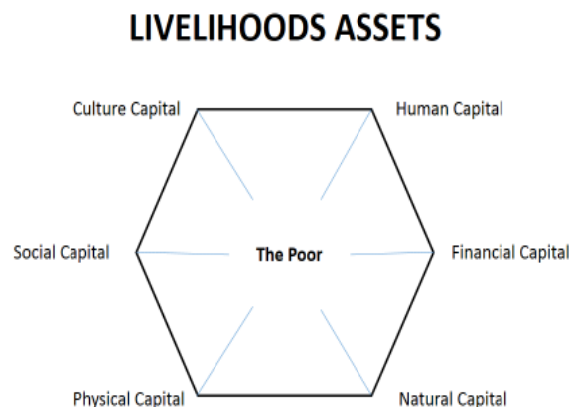 LIVELIHOODS ASSETS
Culture Capital
Human Capital
Social Capital
The Poor
Financial Capital
Physical Capital
Natural Capital